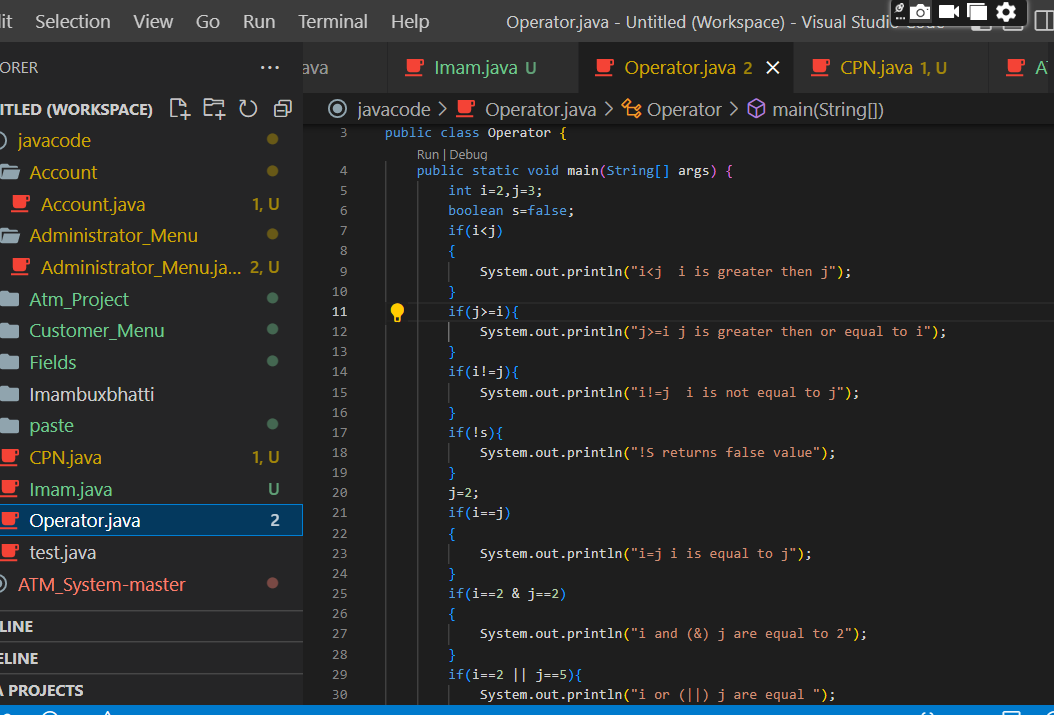 it Selection View Go Run Terminal Help Operator.java - Untitled (Workspace) - Visual Studio Code
ORER ···
ava Imam.java U Operator.java 2 CPN.java 1, U A
TLED (WORKSPACE)
javacode > Operator.java > Operator > main(String[])
javacode
Account
Account.java 1, U
Administrator_Menu
Administrator_Menu.ja... 2, U
Atm_Project
Customer_Menu
Fields
Imambuxbhatti
paste
CPN.java 1, U
Imam.java U
Operator.java 2
test.java
ATM_System-master
LINE
ELINE
A PROJECTS
3 public class Operator {
Run | Debug
4 public static void main(String[] args) {
5 int i=2,j=3;
6 boolean s=false;
7 if(i<j)
8 {
9 System.out.println("i<j  i is greater then j");
10 }
11 if(j>=i){
12 System.out.println("j>=i j is greater then or equal to i");
13 }
14 if(i!=j){
15 System.out.println("i!=j  i is not equal to j");
16 }
17 if(!s){
18 System.out.println("!S returns false value");
19 }
20 j=2;
21 if(i==j)
22 {
23 System.out.println("i=j i is equal to j");
24 }
25 if(i==2 & j==2)
26 {
27 System.out.println("i and (&) j are equal to 2");
28 }
29 if(i==2 || j==5){
30 System.out.println("i or (||) j are equal ");